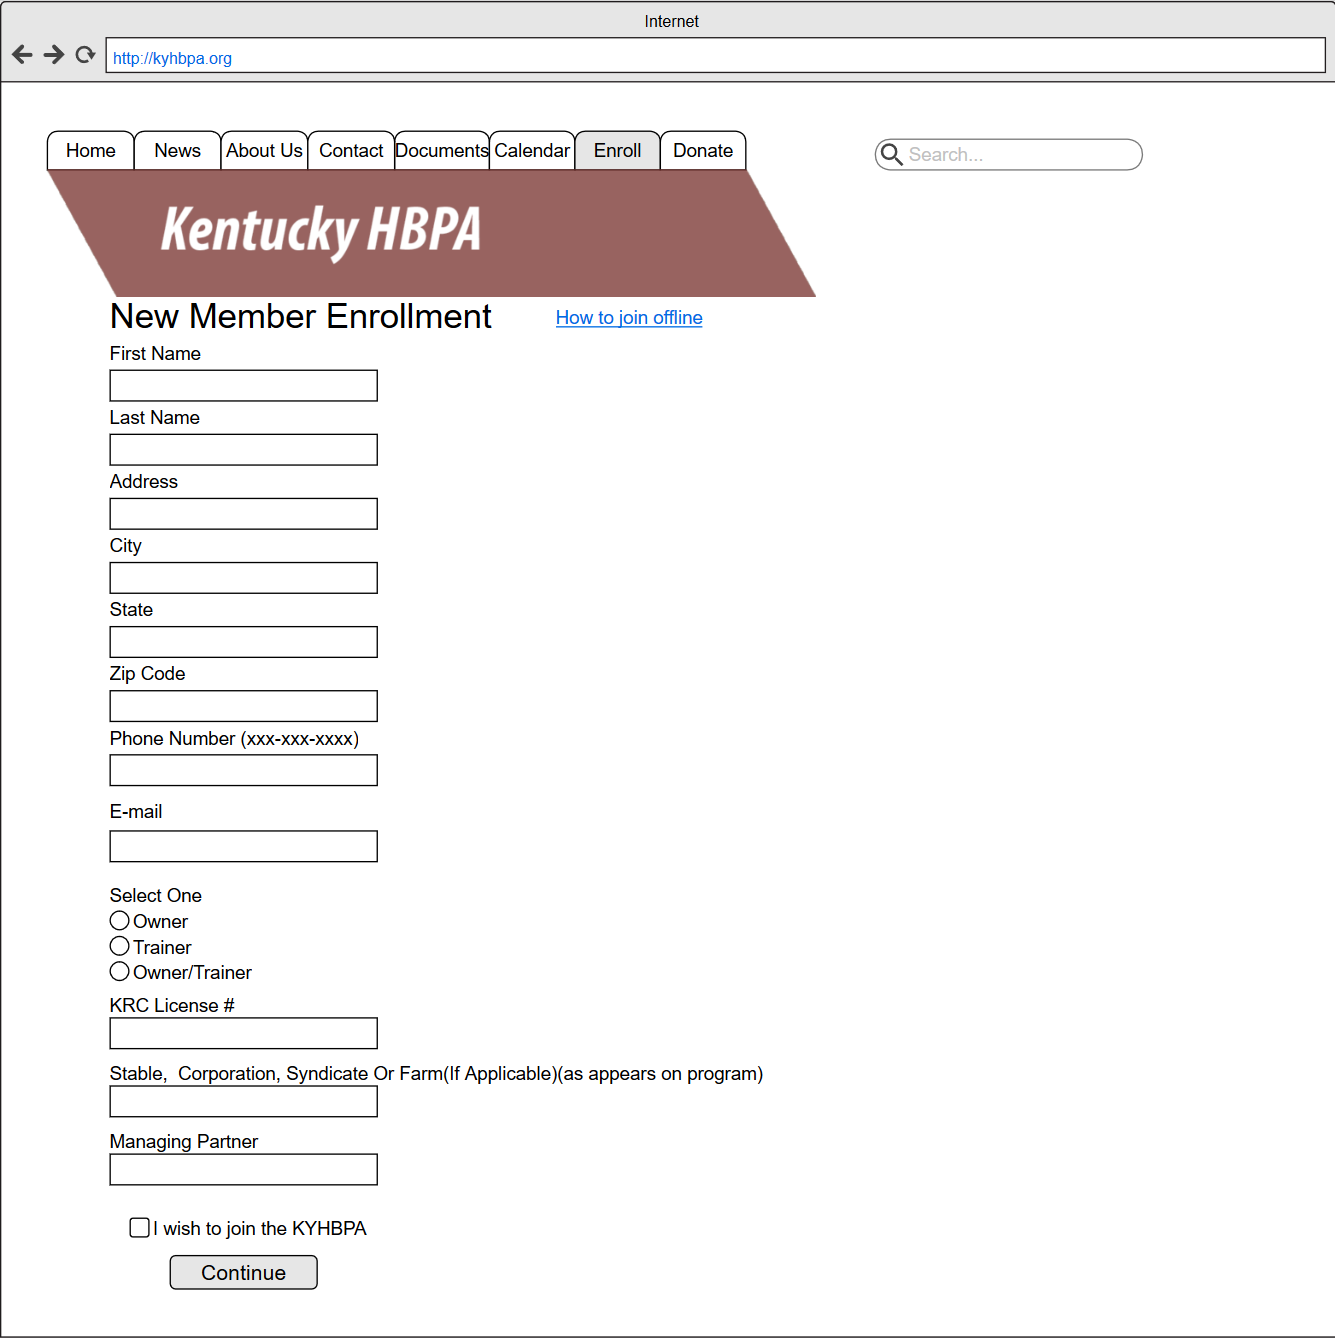 Internet
http://kyhbpa.org
Home News About Us Contact Documents Calendar Enroll Donate Search...
Kentucky HBPA
New Member Enrollment How to join offline
First Name
Last Name
Address
City
State
Zip Code
Phone Number (xxx-xxx-xxxx)
E-mail
Select One
Owner
Trainer
Owner/Trainer
KRC License #
Stable,  Corporation, Syndicate Or Farm(If Applicable)(as appears on program)
Managing Partner
I wish to join the KYHBPA
Continue